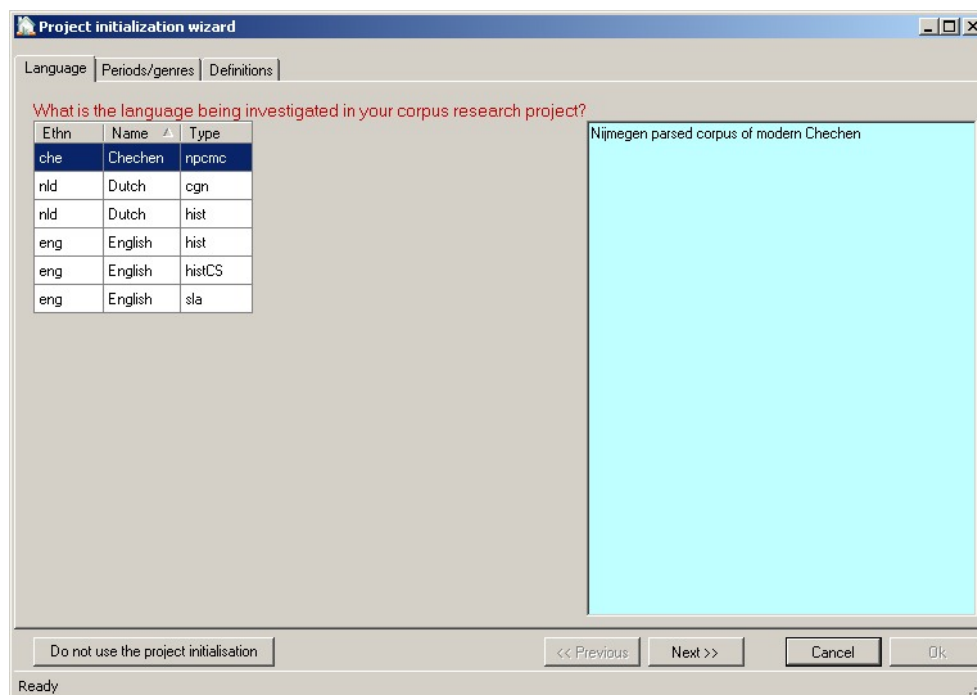 Project initialization wizard
Language Periods/genres Definitions
What is the language being investigated in your corpus research project?
Ethn Name Type
che Chechen npcmc
nld Dutch cgn
nld Dutch hist
eng English hist
eng English histCS
eng English sla
Nijmegen parsed corpus of modern Chechen
Do not use the project initialisation << Previous Next >> Cancel Ok
Ready